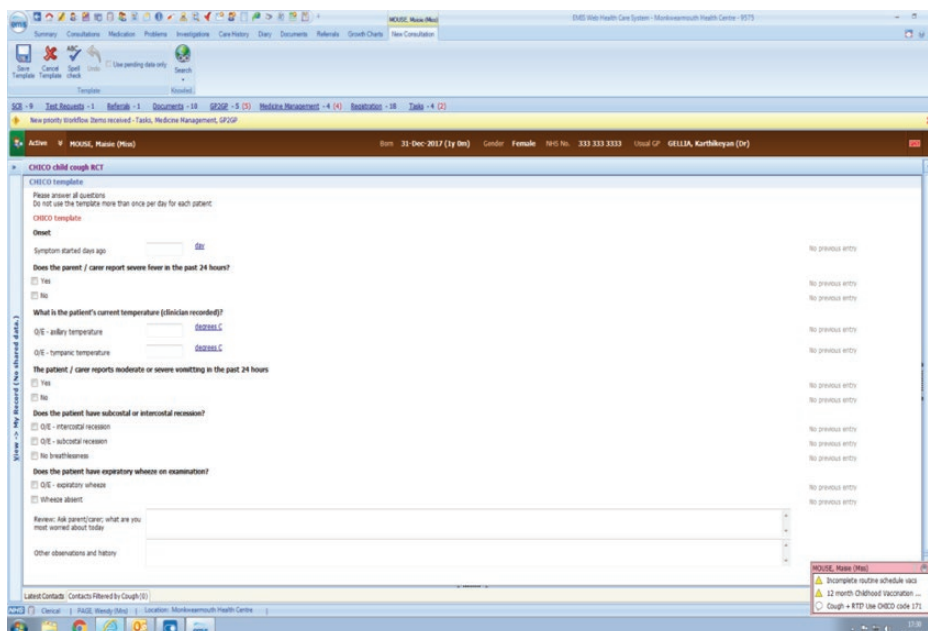 MOUSE, Maisie (Miss)
EMIS Web Health Care System - Monkwearmouth Health Centre - 9575
emis
Summary Consultations Medication Problems Investigations Care History Diary Documents Referrals Growth Charts New Consultation
Save Template
Cancel Template
Spell check
Undo
Use pending data only
Search
Template
Knowled...
SCR - 9 Test Requests - 1 Referrals - 1 Documents - 10 GP2GP - 5 (5) Medicine Management - 4 (4) Registration - 18 Tasks - 4 (2)
New priority Workflow Items received - Tasks, Medicine Management, GP2GP
Active MOUSE, Maisie (Miss) Born 31-Dec-2017 (1y 0m) Gender Female NHS No. 333 333 3333 Usual GP GELLIA, Karthikeyan (Dr)
CHICO child cough RCT
CHICO template
Please answer all questions
Do not use the template more than once per day for each patient
CHICO template
Onset
Symptom started days ago day No previous entry
Does the parent / carer report severe fever in the past 24 hours?
Yes No previous entry
No No previous entry
What is the patient's current temperature (clinician recorded)?
O/E - axillary temperature degrees C No previous entry
O/E - tympanic temperature degrees C No previous entry
The patient / carer reports moderate or severe vomitting in the past 24 hours
Yes No previous entry
No No previous entry
Does the patient have subcostal or intercostal recession?
O/E - intercostal recession No previous entry
O/E - subcostal recession No previous entry
No breathlessness No previous entry
Does the patient have expiratory wheeze on examination?
O/E - expiratory wheeze No previous entry
Wheeze absent No previous entry
Review: Ask parent/carer; what are you
most worried about today
Other observations and history
View -> My Record (No shared data.)
MOUSE, Maisie (Miss)
Incomplete routine schedule vacs
12 month Childhood Vaccination ...
Cough + RTI? Use CHICO code 171
Latest Contacts Contacts Filtered by Cough (0)
NHS Clerical PAGE, Wendy (Mrs) Location: Monkwearmouth Health Centre
17:38